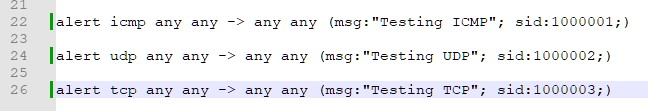 21
22 alert icmp any any -> any any (msg:"Testing ICMP"; sid:1000001;)
23
24 alert udp any any -> any any (msg:"Testing UDP"; sid:1000002;)
25
26 alert tcp any any -> any any (msg:"Testing TCP"; sid:1000003;)